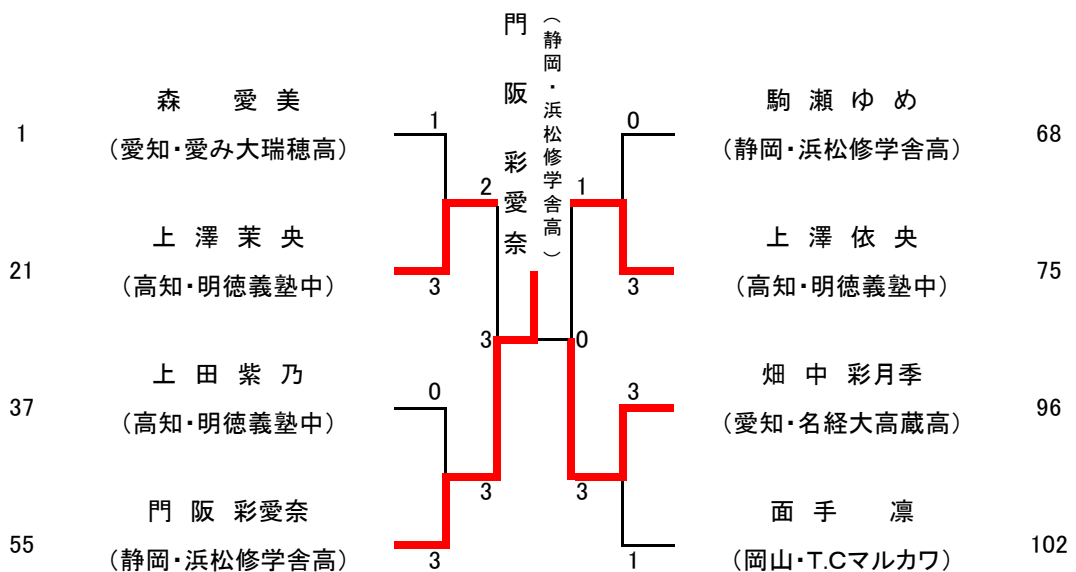 門阪彩愛奈
（静岡・浜松修学舎高）
1
森 愛美
（愛知・愛み大瑞穂高）
1
21
上澤茉央
（高知・明徳義塾中）
3
2
37
上田紫乃
（高知・明徳義塾中）
0
55
門阪 彩愛奈
（静岡・浜松修学舎高）
3
3
3
0
駒瀬ゆめ
（静岡・浜松修学舎高）
68
1
上澤依央
（高知・明徳義塾中）
75
3
0
3
畑中 彩月季
（愛知・名経大高蔵高）
96
3
面手 凛
（岡山・T.Cマルカワ）
102
1